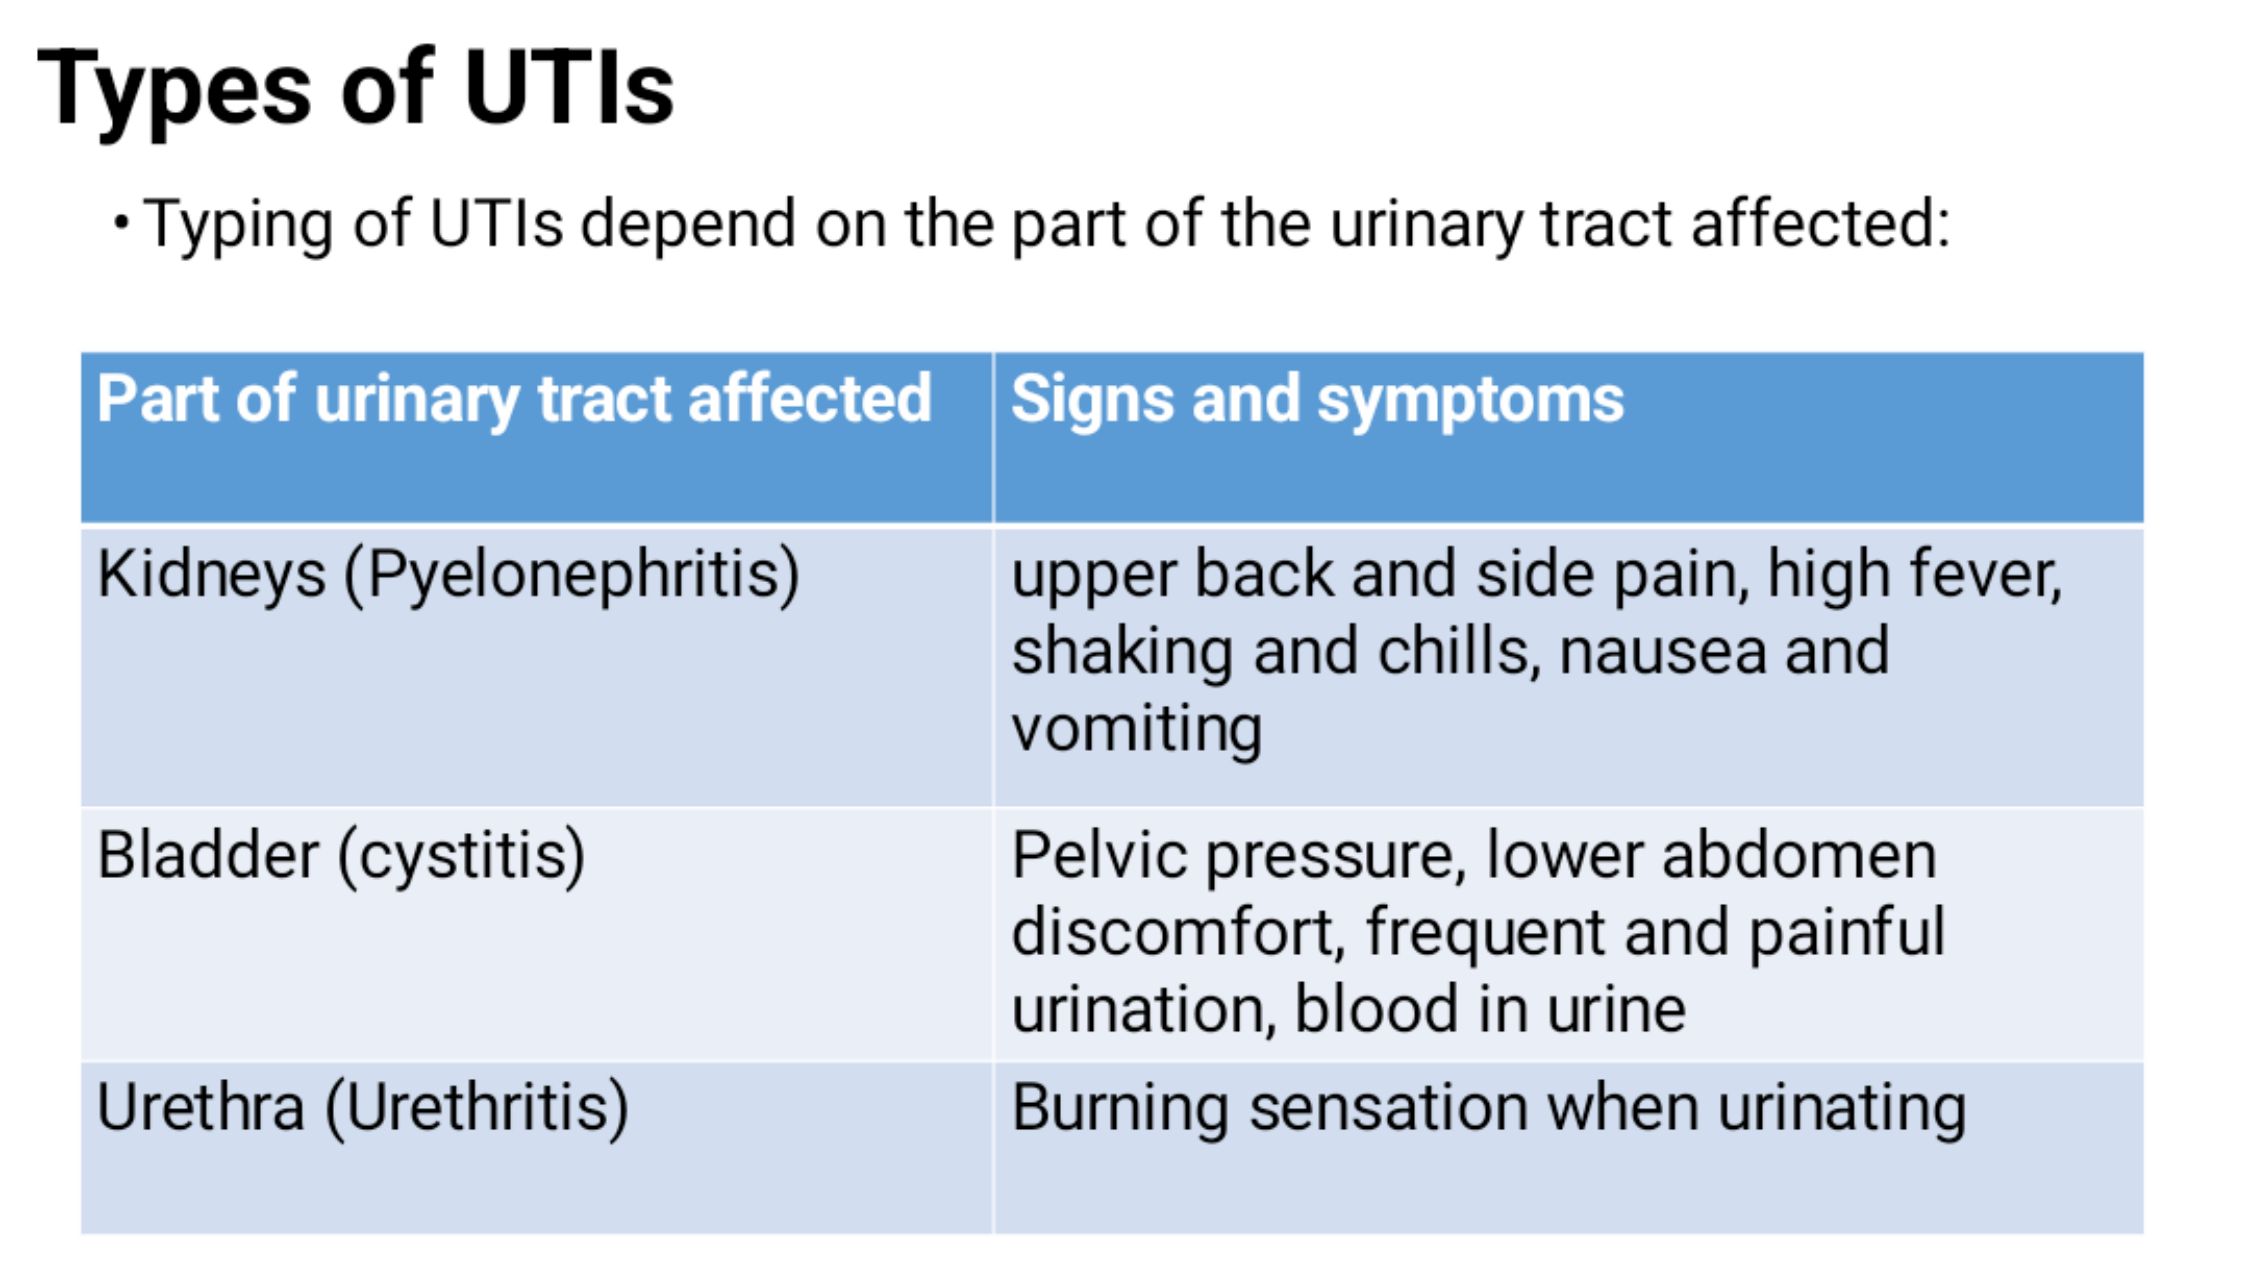 Types of UTIs
• Typing of UTIs depend on the part of the urinary tract affected:
Part of urinary tract affected
Signs and symptoms
Kidneys (Pyelonephritis)
upper back and side pain, high fever,
shaking and chills, nausea and
vomiting
Bladder (cystitis)
Pelvic pressure, lower abdomen
discomfort, frequent and painful
urination, blood in urine
Urethra (Urethritis)
Burning sensation when urinating